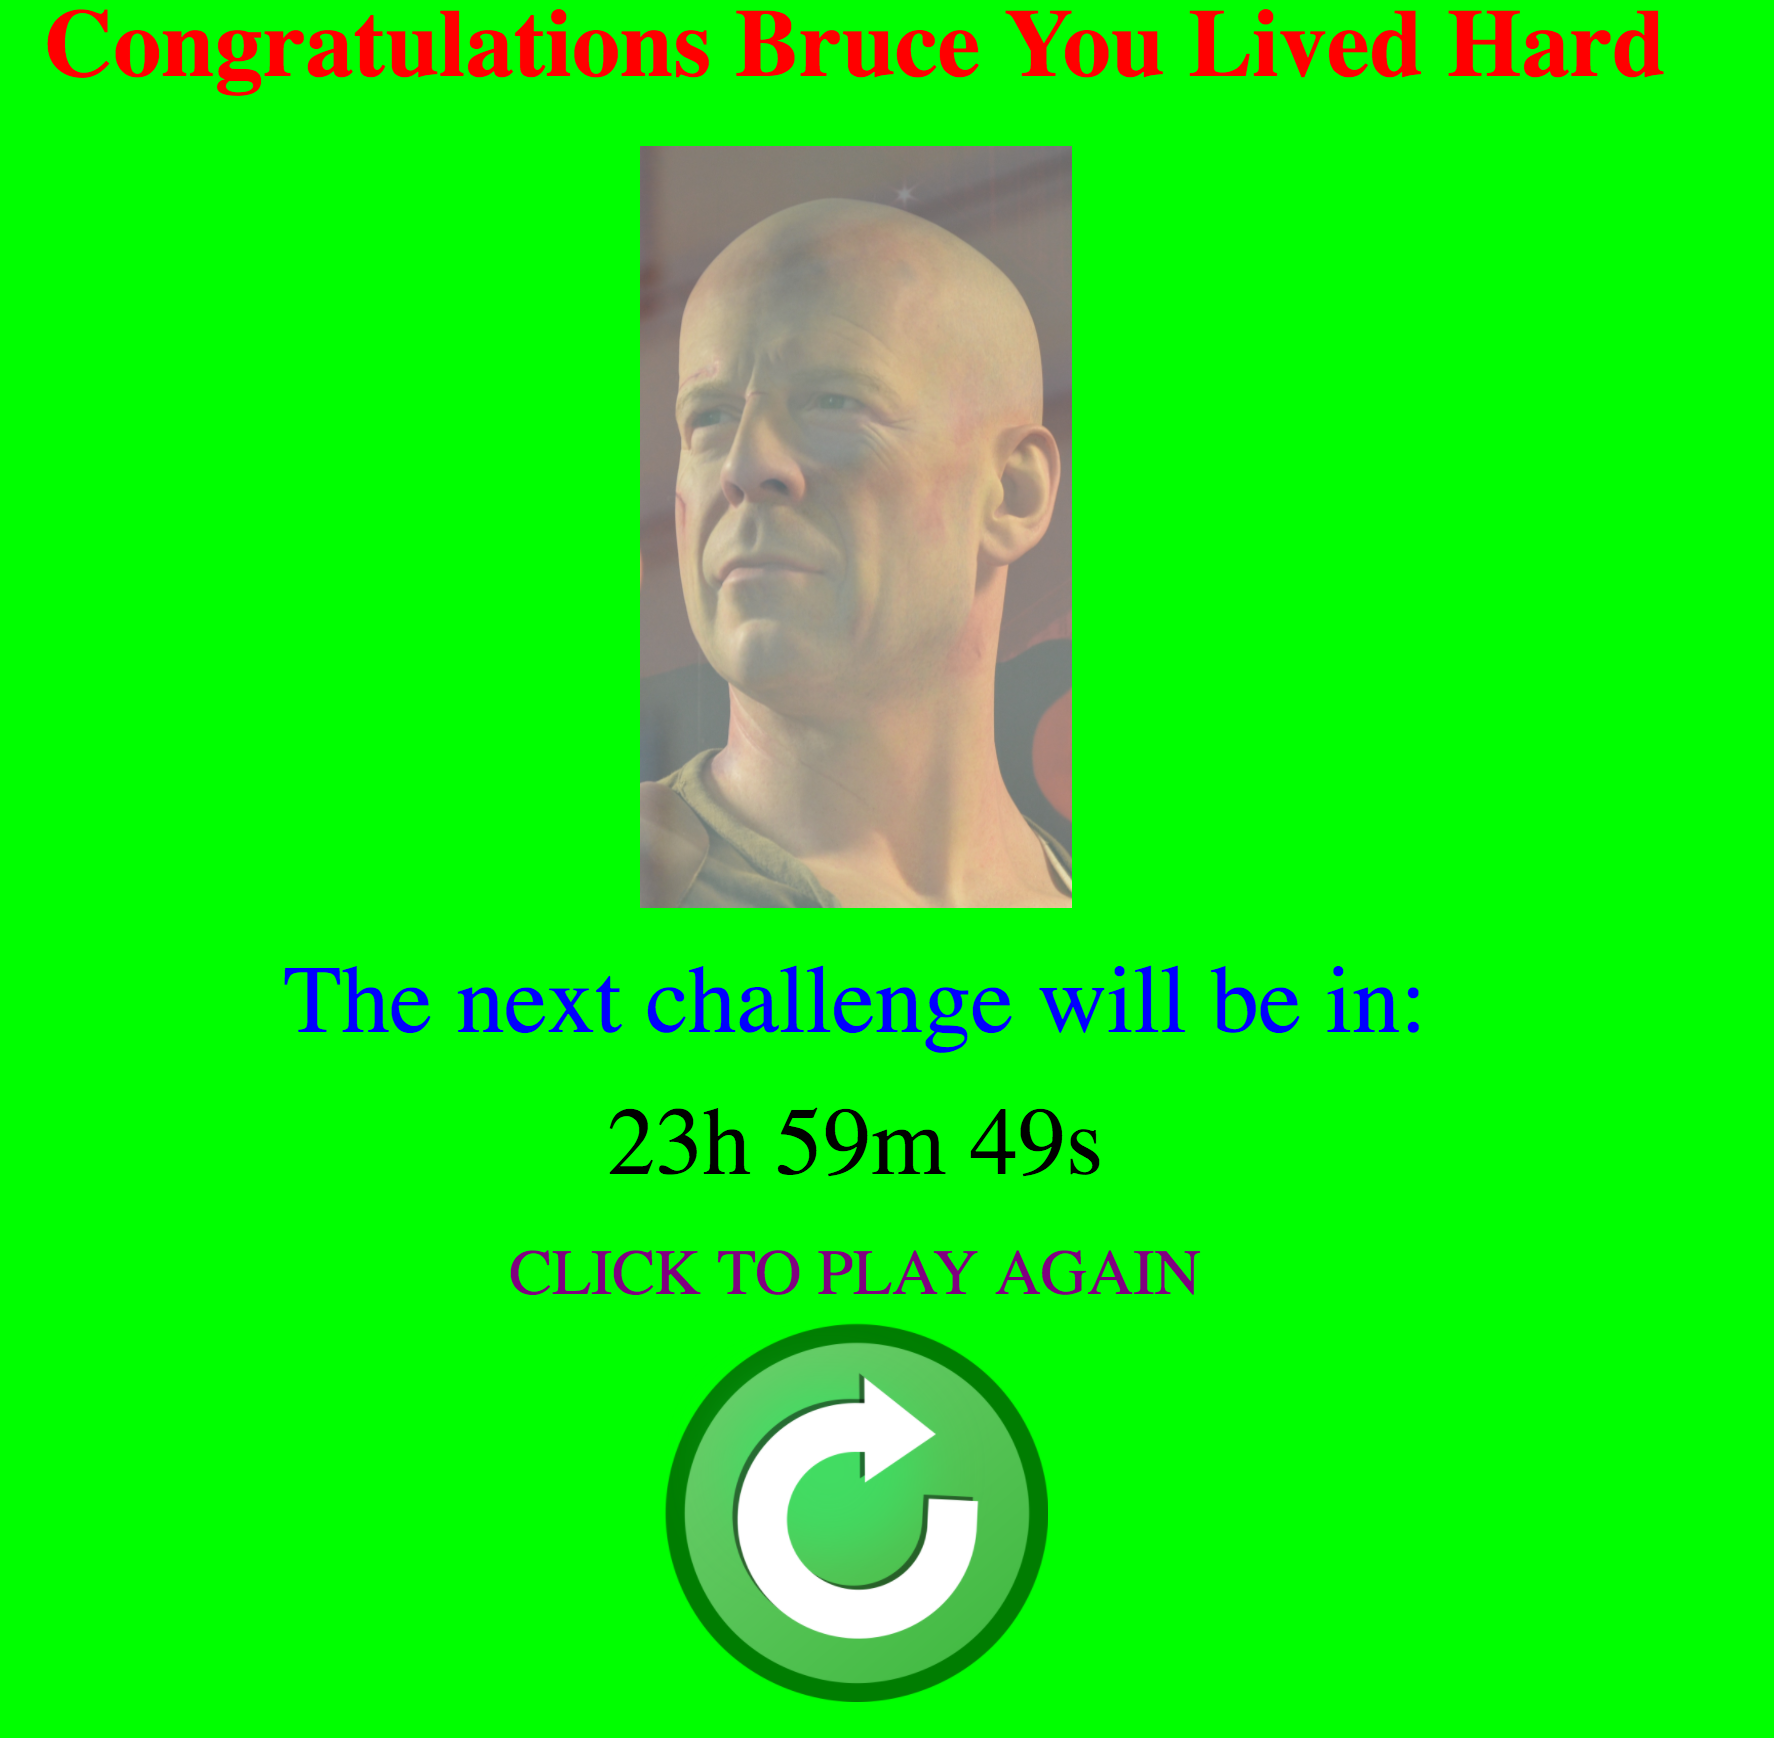 Congratulations Bruce You Lived Hard
The next challenge will be in:
23h 59m 49s
CLICK TO PLAY AGAIN